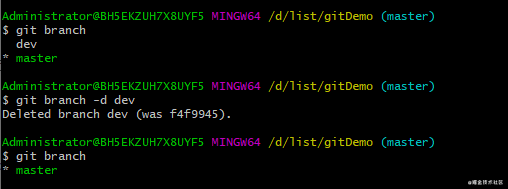 Administrator@BH5EKZUH7X8UYF5 MINGW64 /d/list/gitDemo (master)
$ git branch
  dev
* master
Administrator@BH5EKZUH7X8UYF5 MINGW64 /d/list/gitDemo (master)
$ git branch -d dev
Deleted branch dev (was f4f9945).
Administrator@BH5EKZUH7X8UYF5 MINGW64 /d/list/gitDemo (master)
$ git branch
* master
@稀土掘金技术社区